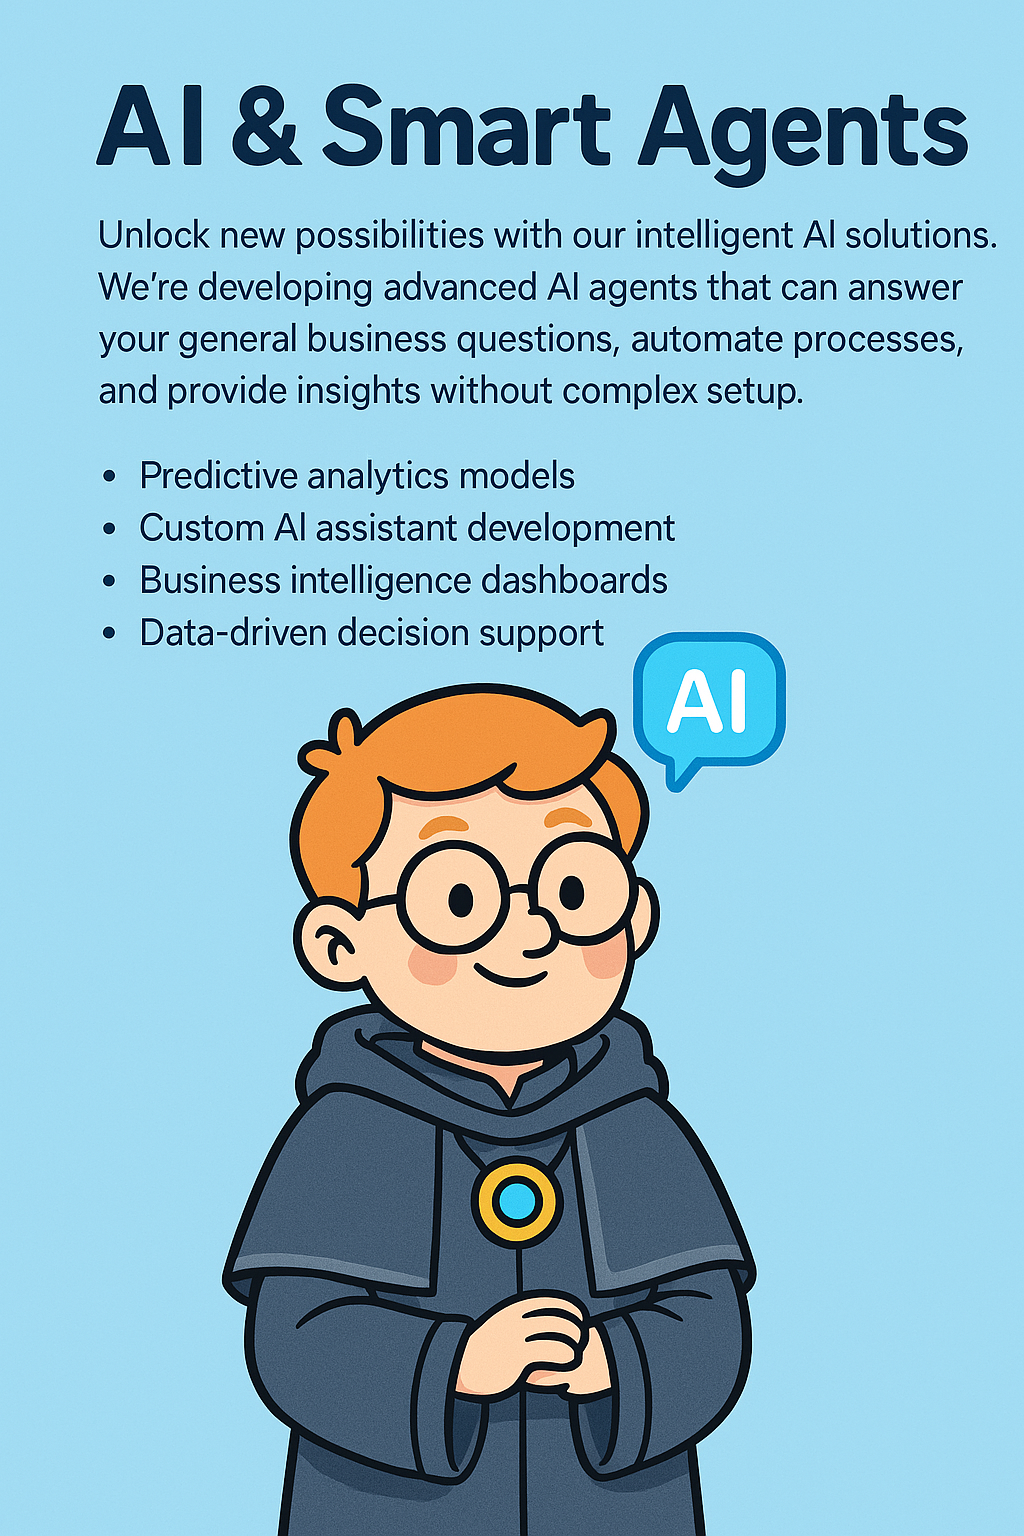 AI & Smart Agents
Unlock new possibilities with our intelligent AI solutions.
We’re developing advanced AI agents that can answer
your general business questions, automate processes,
and provide insights without complex setup.
• Predictive analytics models
• Custom AI assistant development
• Business intelligence dashboards
• Data-driven decision support
AI